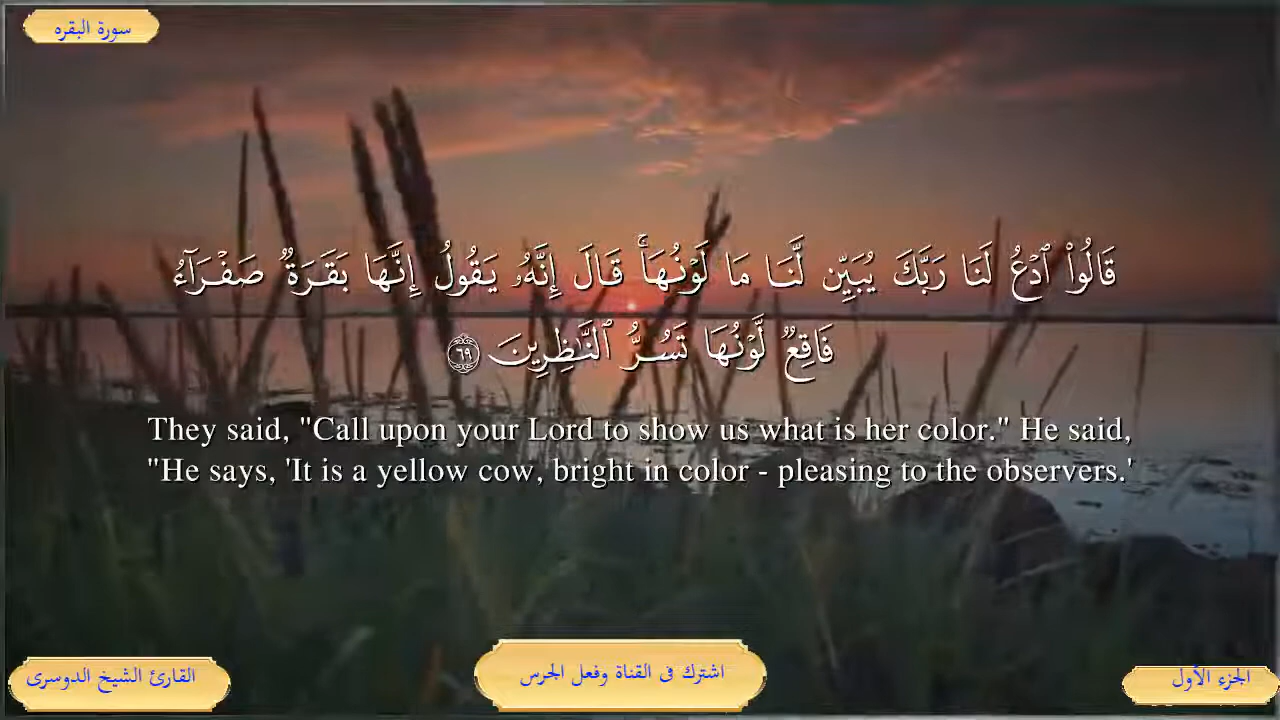 سورة البقره
قَالُوا۟ ٱدْعُ لَنَا رَبَّكَ يُبَيِّن لَّنَا مَا لَوْنُهَا ۚ قَالَ إِنَّهُۥ يَقُولُ إِنَّهَا بَقَرَةٌ صَفْرَآءُ
فَاقِعٌ لَّوْنُهَا تَسُرُّ ٱلنَّـٰظِرِينَ ٦٩
They said, "Call upon your Lord to show us what is her color." He said,
"He says, 'It is a yellow cow, bright in color - pleasing to the observers.'
الجزء الأول
اشترك فى القناة وفعل الجرس
القارئ الشيخ الدوسرى